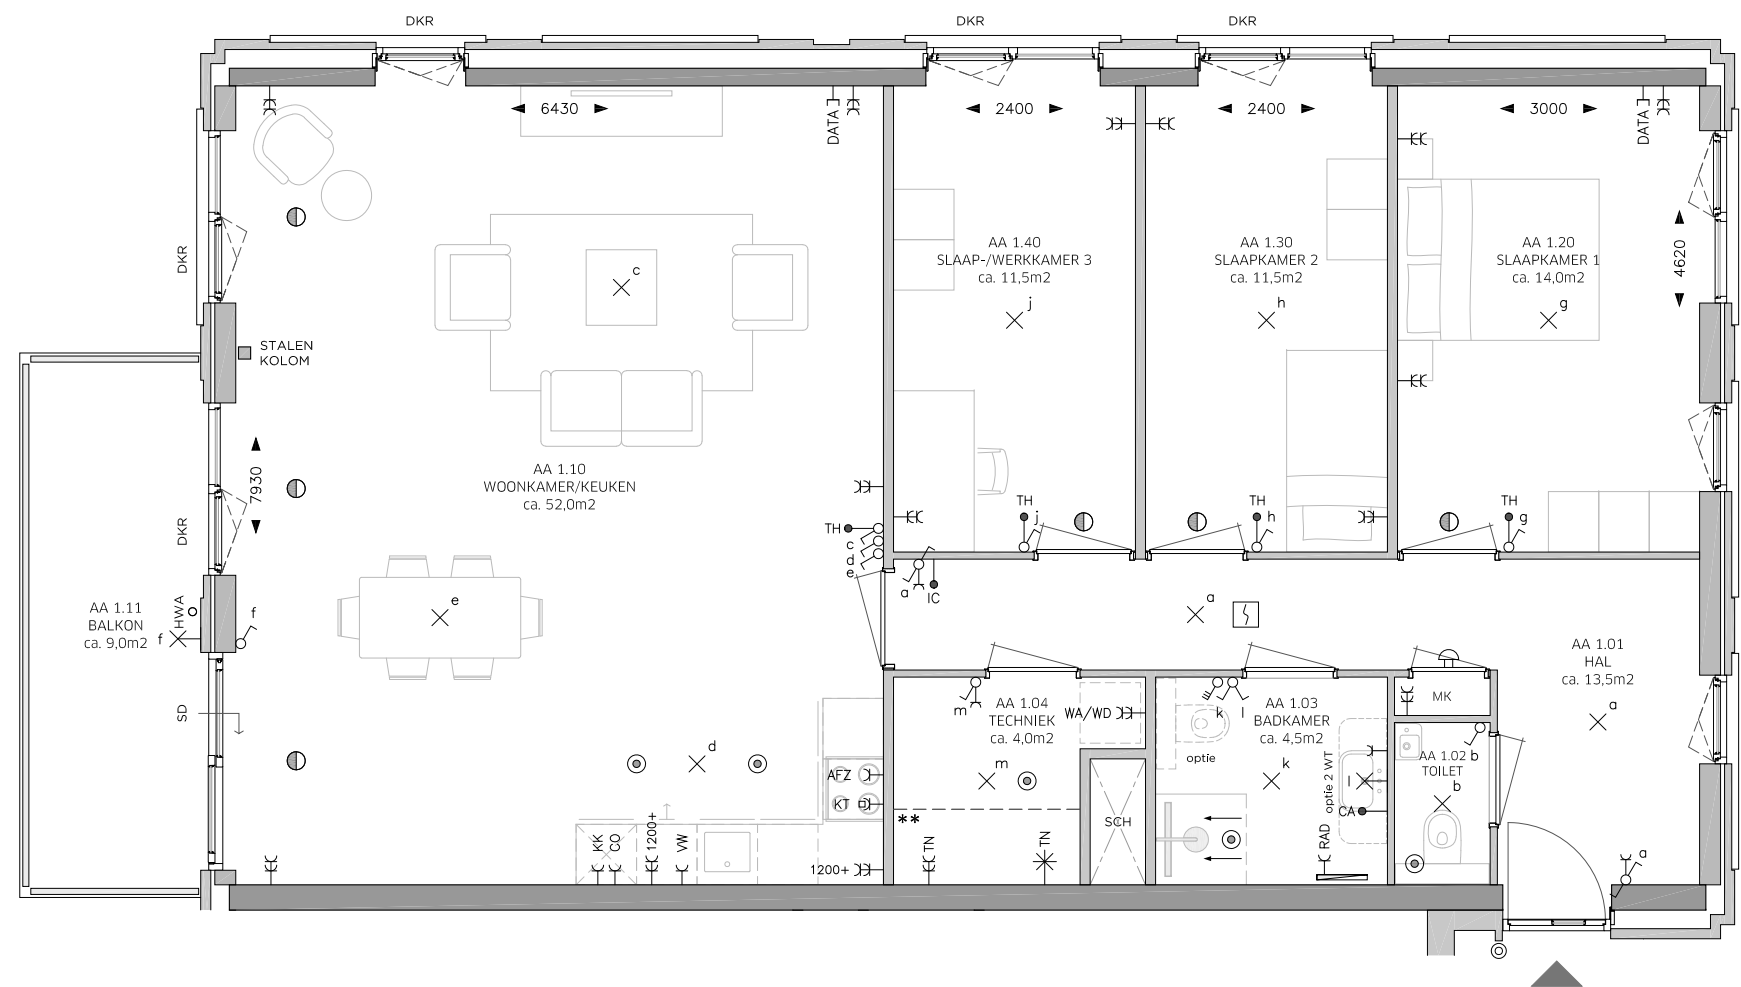 DKR
DKR
DKR
6430
DATA
2400
2400
3000
DATA
DKR
c
STALEN
KOLOM
AA 1.40
SLAAP-/WERKKAMER 3
ca. 11,5m2
j
AA 1.30
SLAAPKAMER 2
ca. 11,5m2
h
AA 1.20
SLAAPKAMER 1
ca. 14,0m2
g
4620
7930
DKR
AA 1.10
WOONKAMER/KEUKEN
ca. 52,0m2
TH
c
d
e
TH
j
TH
h
TH
g
a
IC
a
AA 1.11
BALKON
ca. 9,0m2
HWA
f
f
e
SD
AA 1.01
HAL
ca. 13,5m2
a
m
AA 1.04
TECHNIEK
ca. 4,0m2
WA/WD
m
k
l
AA 1.03
BADKAMER
ca. 4,5m2
optie
k
optie 2 WT
l
CA
MK
b
AA 1.02
TOILET
b
d
AFZ
KT
KK
CO
1200+
VW
1200+
**
TN
TN
SCH
RAD
a